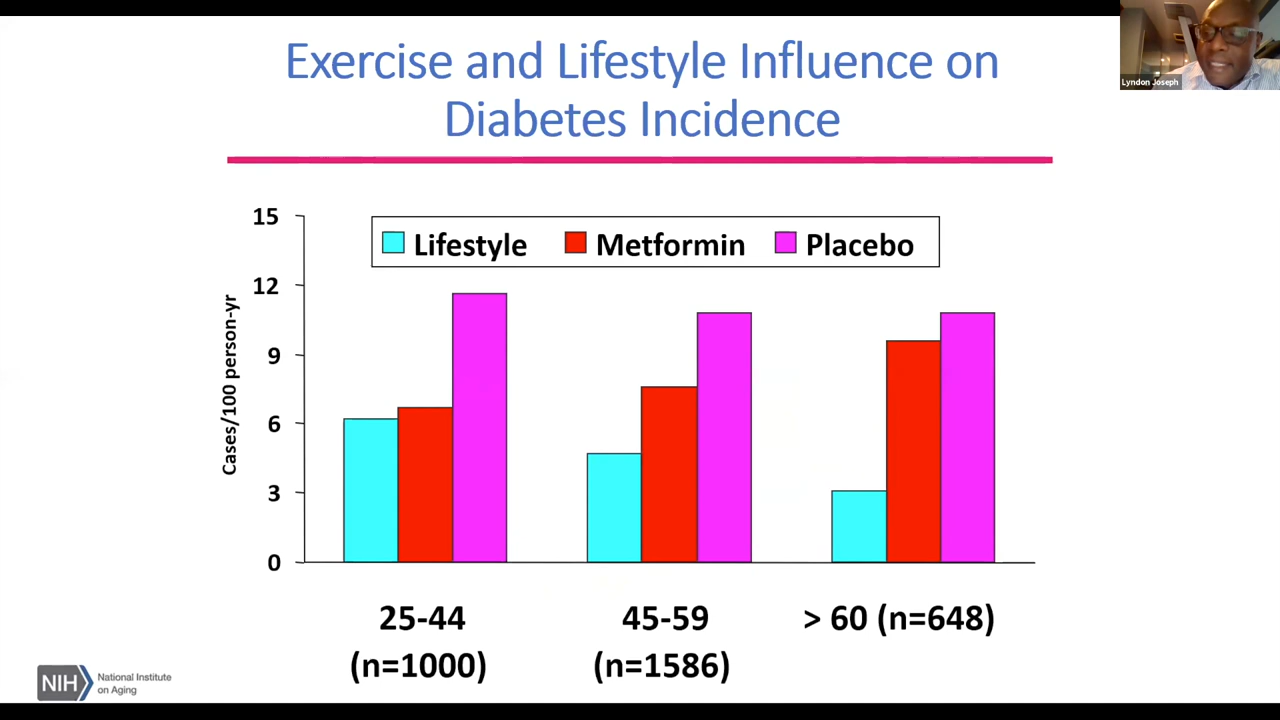 Exercise and Lifestyle Influence on
Diabetes Incidence
Lyndon Joseph
15
12
9
6
3
0
Cases/100 person-yr
Lifestyle Metformin Placebo
25-44 45-59 > 60 (n=648)
(n=1000) (n=1586)
NIH National Institute
on Aging